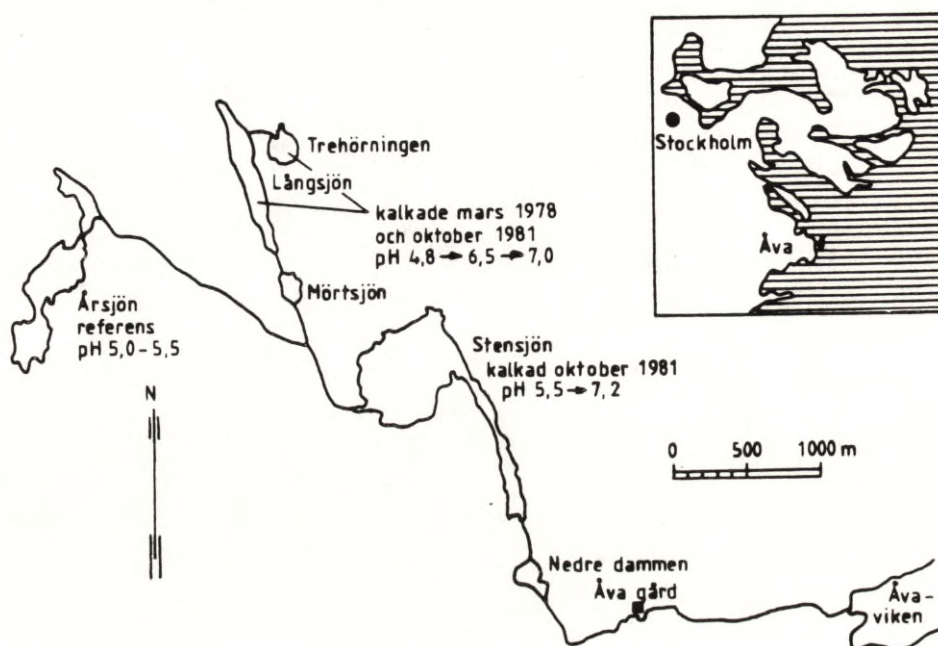 Trehörningen
Långsjön
kalkade mars 1978
och oktober 1981
pH 4,8→6,5→7,0
Mörtsjön
Årsjön
referens
pH 5,0-5,5
Stensjön
kalkad oktober 1981
pH 5,5→7,2
N
0 500 1000 m
Nedre dammen
Åva gård
Åva-
viken
Stockholm
Åva